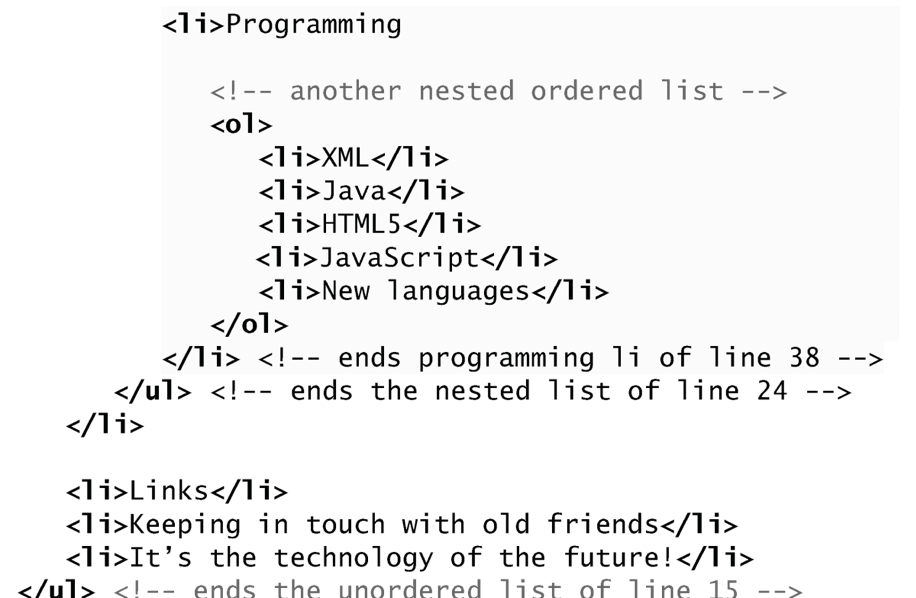 <li>Programming
<!-- another nested ordered list -->
<ol>
<li>XML</li>
<li>Java</li>
<li>HTML5</li>
<li>JavaScript</li>
<li>New languages</li>
</ol>
</li> <!-- ends programming li of line 38 -->
</ul> <!-- ends the nested list of line 24 -->
</li>
<li>Links</li>
<li>Keeping in touch with old friends</li>
<li>It’s the technology of the future!</li>
</ul> <!-- ends the unordered list of line 15 -->